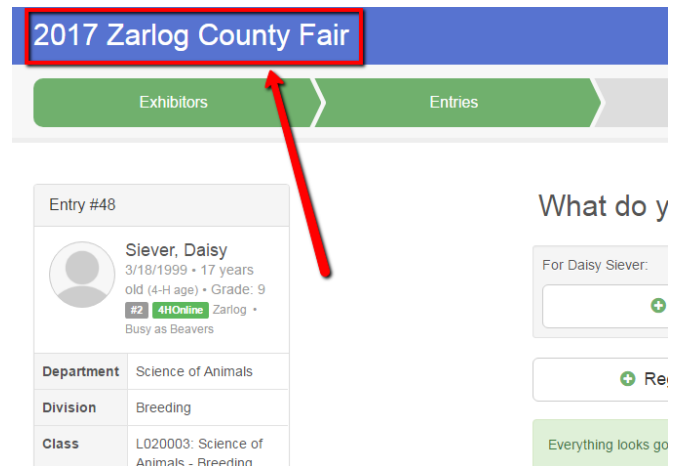 2017 Zarlog County Fair
Exhibitors
Entries
Entry #48
Siever, Daisy
3/18/1999 • 17 years
old (4-H age) • Grade: 9
#2 4HOnline Zarlog •
Busy as Beavers
Department Science of Animals
Division Breeding
Class L020003: Science of
Animals - Breeding
What do y
For Daisy Siever:
Re
Everything looks go